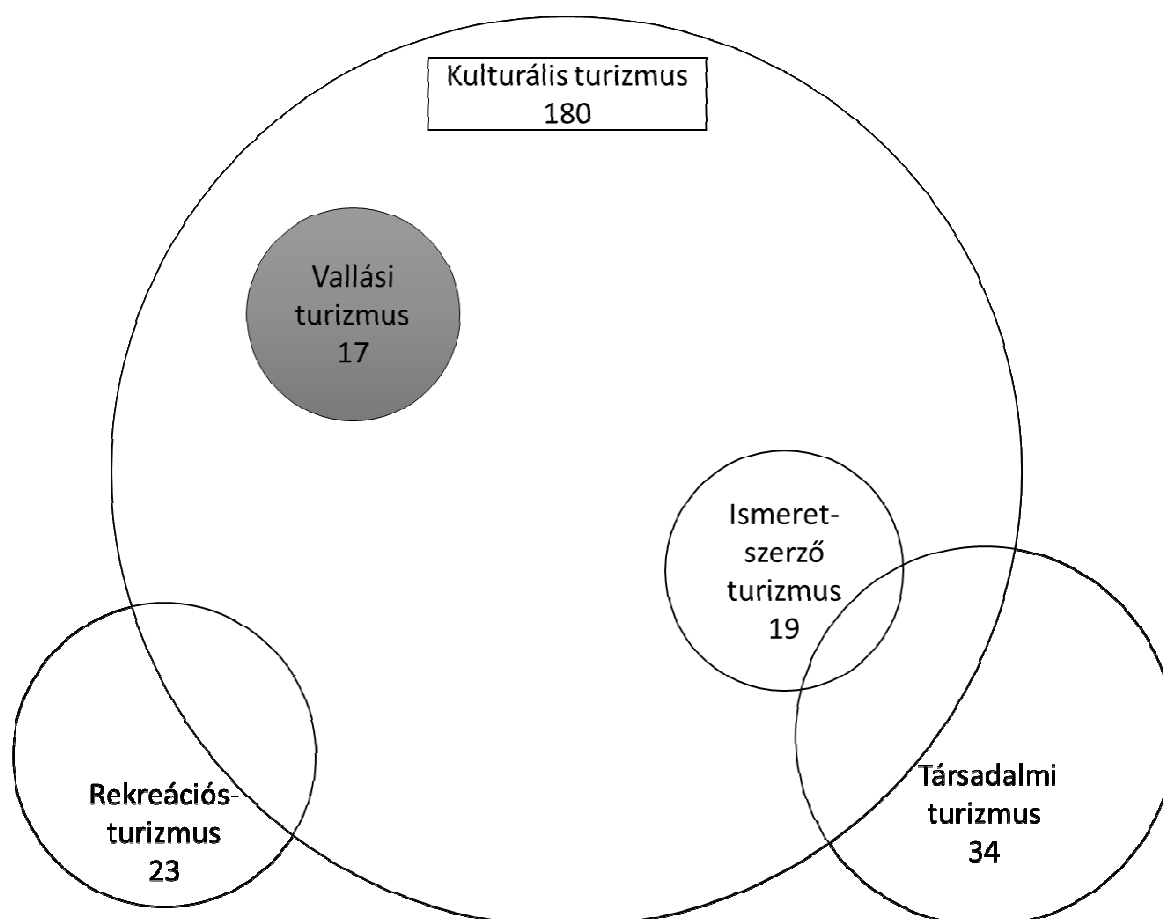 Kulturális turizmus
180
Vallási
turizmus
17
Ismeret-
szerző
turizmus
19
Rekreációs-
turizmus
23
Társadalmi
turizmus
34